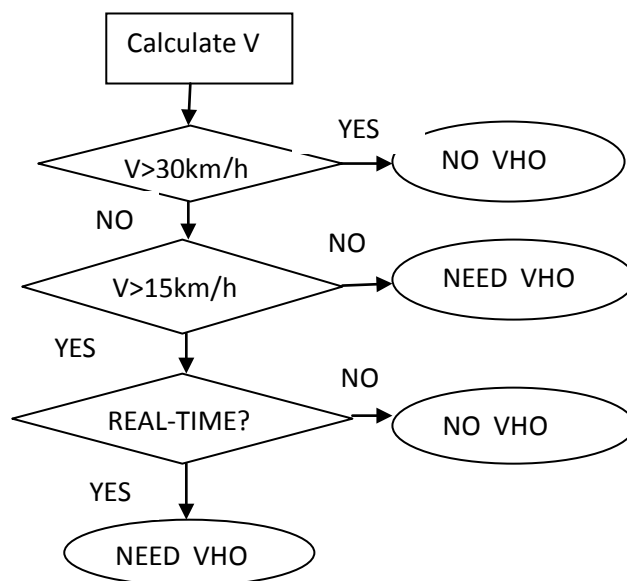 Calculate V
YES
V>30km/h
NO VHO
NO
NO
V>15km/h
NEED VHO
YES
NO
REAL-TIME?
NO VHO
YES
NEED VHO